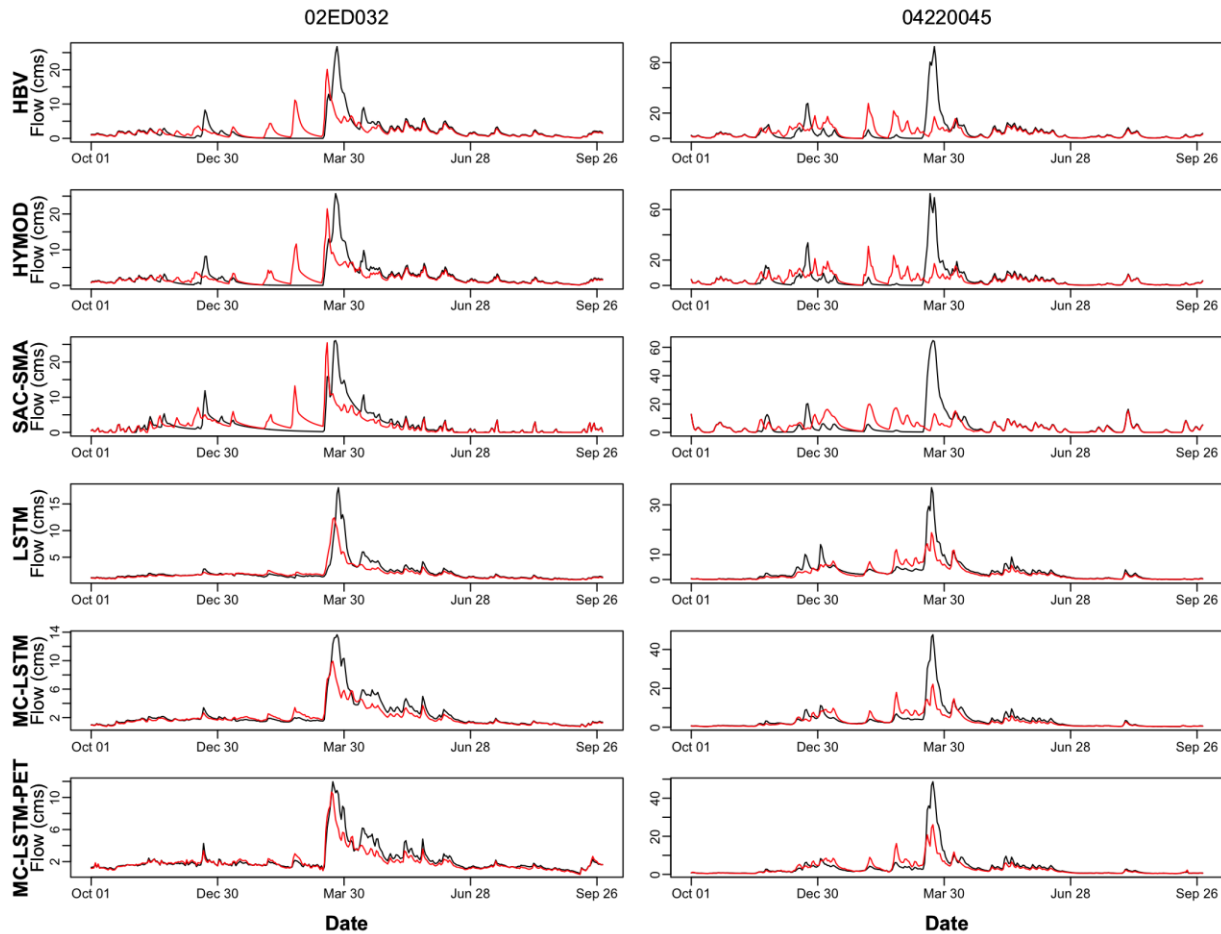 02ED032 04220045
HBV
Flow (cms)
0 10 20
Oct 01 Dec 30 Mar 30 Jun 28 Sep 26
0 20 40 60
Oct 01 Dec 30 Mar 30 Jun 28 Sep 26
HYMOD
Flow (cms)
0 10 20
Oct 01 Dec 30 Mar 30 Jun 28 Sep 26
0 20 40 60
Oct 01 Dec 30 Mar 30 Jun 28 Sep 26
SAC-SMA
Flow (cms)
0 10 20
Oct 01 Dec 30 Mar 30 Jun 28 Sep 26
0 20 40 60
Oct 01 Dec 30 Mar 30 Jun 28 Sep 26
LSTM
Flow (cms)
5 10 15
Oct 01 Dec 30 Mar 30 Jun 28 Sep 26
0 10 30
Oct 01 Dec 30 Mar 30 Jun 28 Sep 26
MC-LSTM
Flow (cms)
2 6 10 14
Oct 01 Dec 30 Mar 30 Jun 28 Sep 26
0 20 40
Oct 01 Dec 30 Mar 30 Jun 28 Sep 26
MC-LSTM-PET
Flow (cms)
2 6 10
Oct 01 Dec 30 Mar 30 Jun 28 Sep 26
0 20 40
Oct 01 Dec 30 Mar 30 Jun 28 Sep 26
Date Date